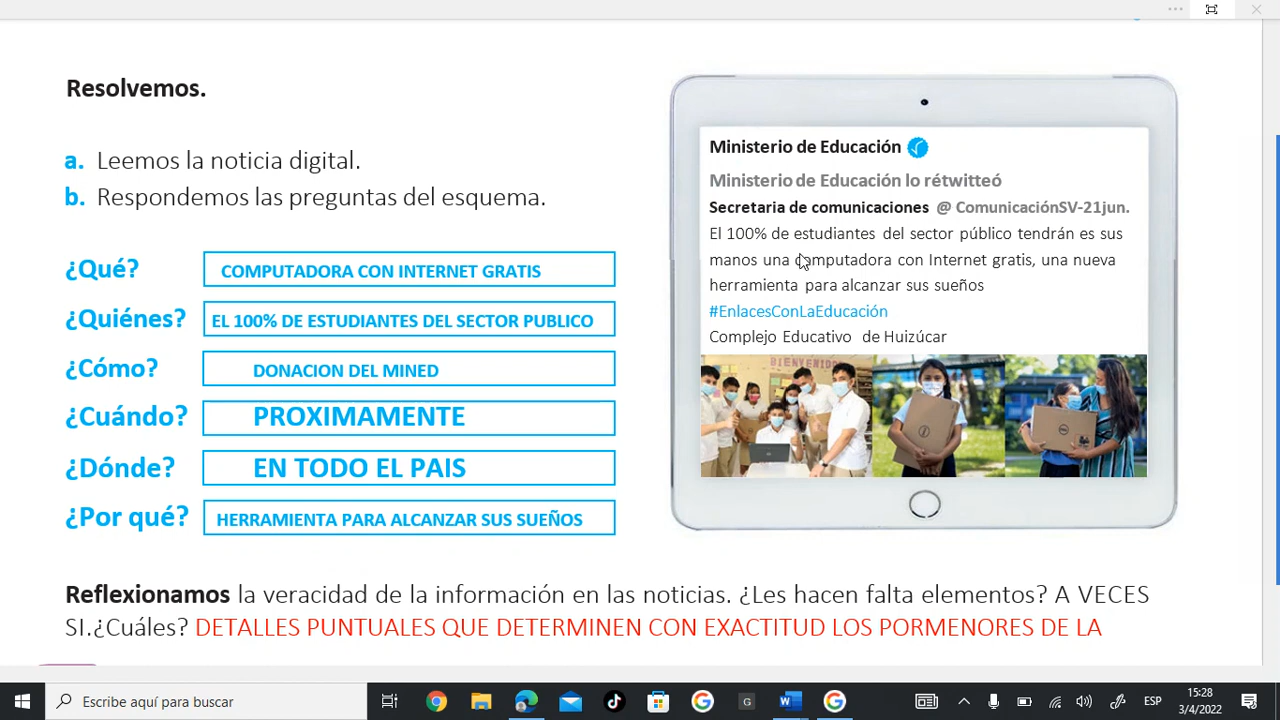 Resolvemos.
a. Leemos la noticia digital.
b. Respondemos las preguntas del esquema.
¿Qué? COMPUTADORA CON INTERNET GRATIS
¿Quiénes? EL 100% DE ESTUDIANTES DEL SECTOR PUBLICO
¿Cómo? DONACION DEL MINED
¿Cuándo? PROXIMAMENTE
¿Dónde? EN TODO EL PAIS
¿Por qué? HERRAMIENTA PARA ALCANZAR SUS SUEÑOS
Ministerio de Educación
Ministerio de Educación lo rétwitteó
Secretaria de comunicaciones @ ComunicaciónSV-21jun.
El 100% de estudiantes del sector público tendrán es sus
manos una computadora con Internet gratis, una nueva
herramienta para alcanzar sus sueños
#EnlacesConLaEducación
Complejo Educativo de Huizúcar
BIENVENIDO
Reflexionamos la veracidad de la información en las noticias. ¿Les hacen falta elementos? A VECES
SI.¿Cuáles? DETALLES PUNTUALES QUE DETERMINEN CON EXACTITUD LOS PORMENORES DE LA
Escribe aquí para buscar
ESP
15:28
3/4/2022